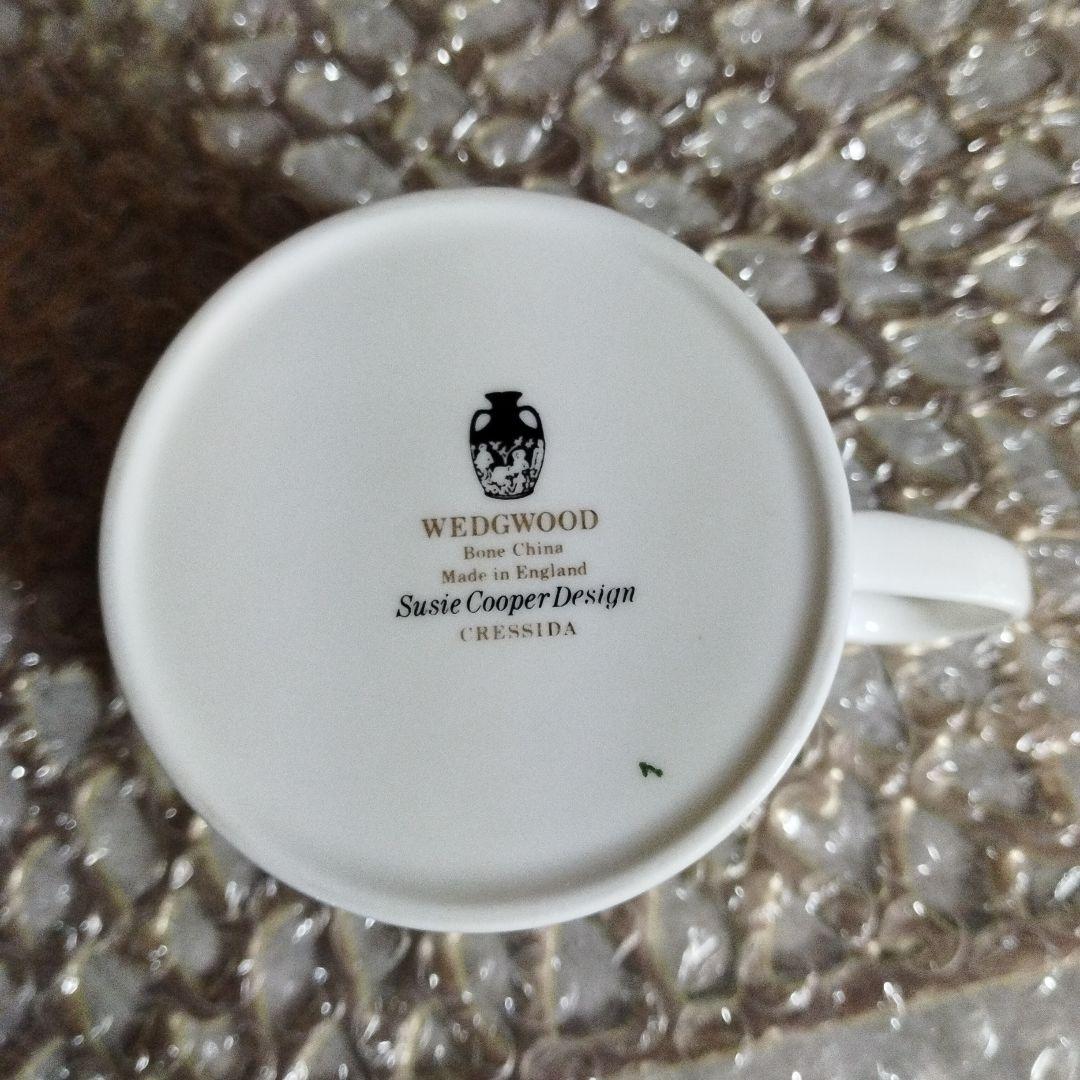 WEDGWOOD
Bone China
Made in England
Susie Cooper Design
CRESSIDA